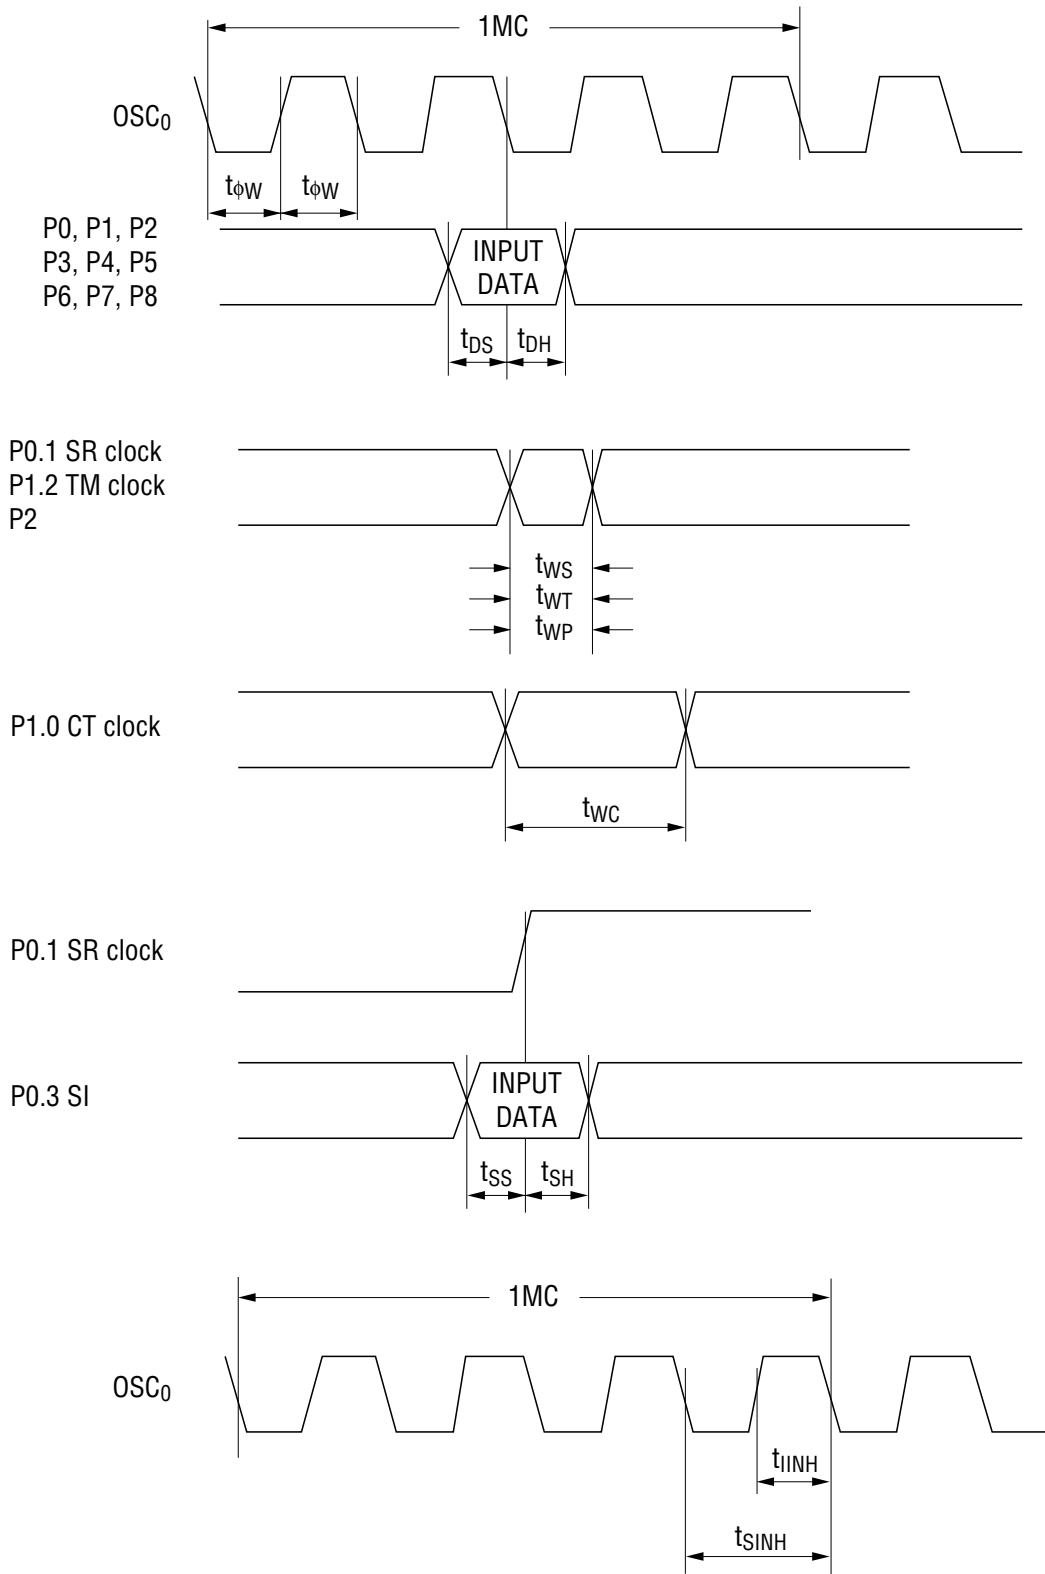 1MC
OSC₀
tϕW tϕW
P0, P1, P2
P3, P4, P5
P6, P7, P8
INPUT
DATA
tDS tDH
P0.1 SR clock
P1.2 TM clock
P2
tWS
tWT
tWP
P1.0 CT clock
tWC
P0.1 SR clock
P0.3 SI
INPUT
DATA
tSS tSH
1MC
OSC₀
tIINH
tSINH